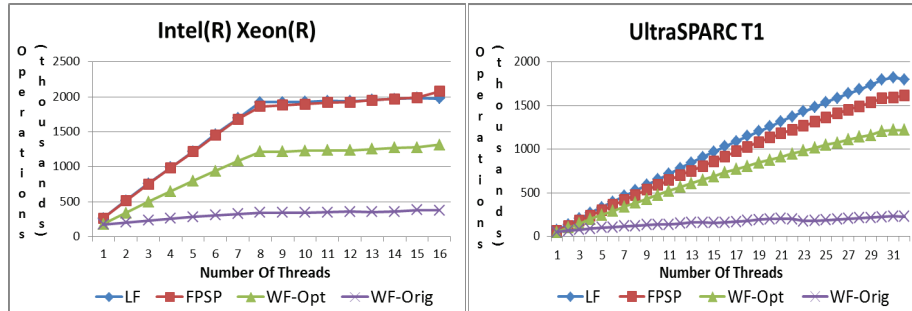 Intel(R) Xeon(R)
Operations
(thousands)
2500
2000
1500
1000
500
0
1 2 3 4 5 6 7 8 9 10 11 12 13 14 15 16
Number Of Threads
LF FPSP WF-Opt WF-Orig
UltraSPARC T1
Operations
(thousands)
2000
1500
1000
500
0
1 3 5 7 9 11 13 15 17 19 21 23 25 27 29 31
Number Of Threads
LF FPSP WF-Opt WF-Orig